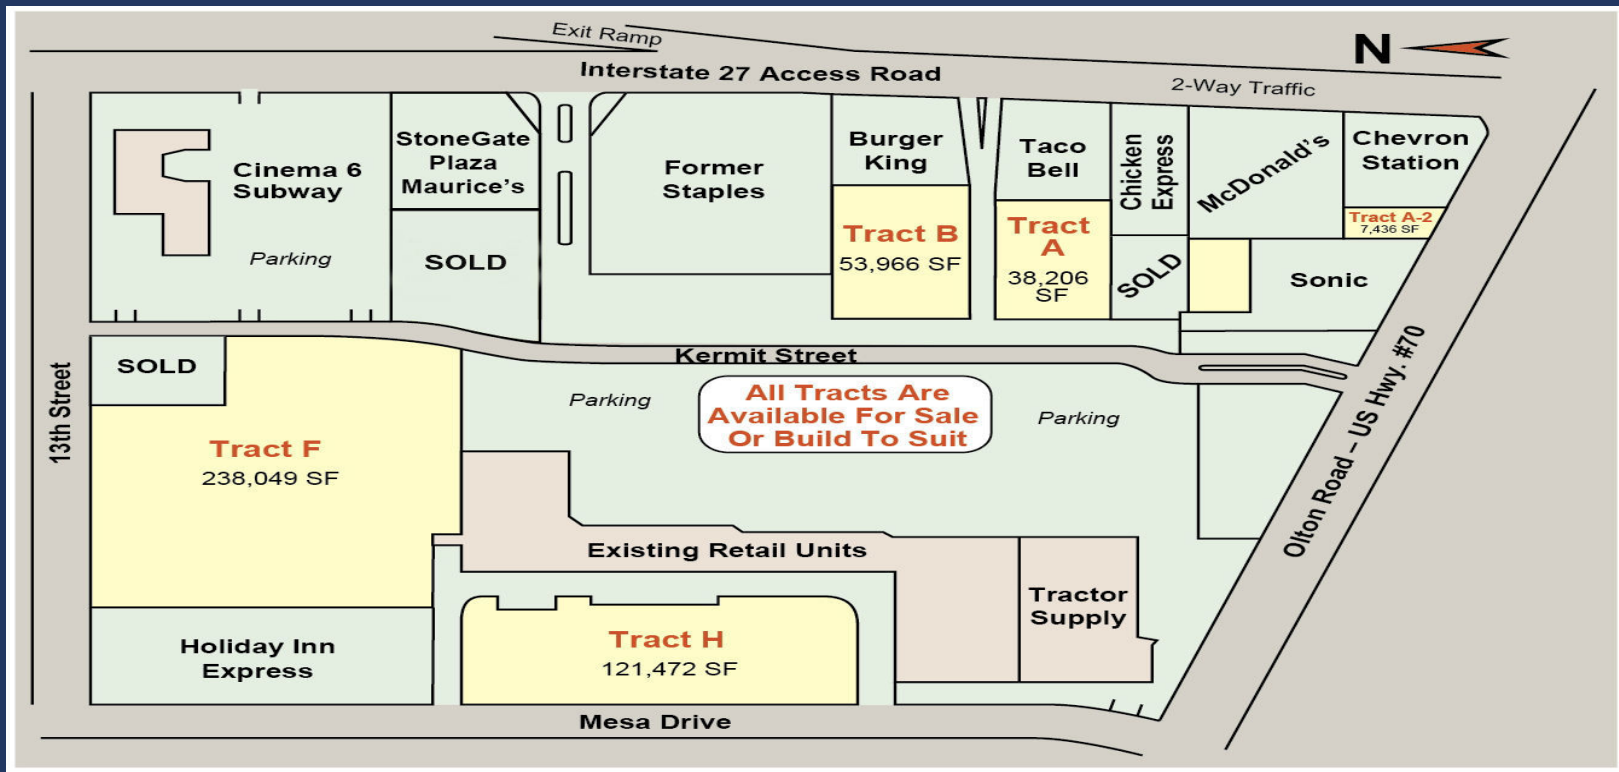 Exit Ramp
N
Interstate 27 Access Road
2-Way Traffic
Cinema 6
Subway
Parking
StoneGate
Plaza
Maurice's
SOLD
Former
Staples
Burger
King
Tract B
53,966 SF
Taco
Bell
Tract
A
38,206
SF
Chicken
Express
SOLD
McDonald's
Chevron
Station
Tract A-2
7,436 SF
Sonic
Kermit Street
13th Street
SOLD
Tract F
238,049 SF
Parking
All Tracts Are
Available For Sale
Or Build To Suit
Parking
Olton Road – US Hwy. #70
Existing Retail Units
Tractor
Supply
Holiday Inn
Express
Tract H
121,472 SF
Mesa Drive